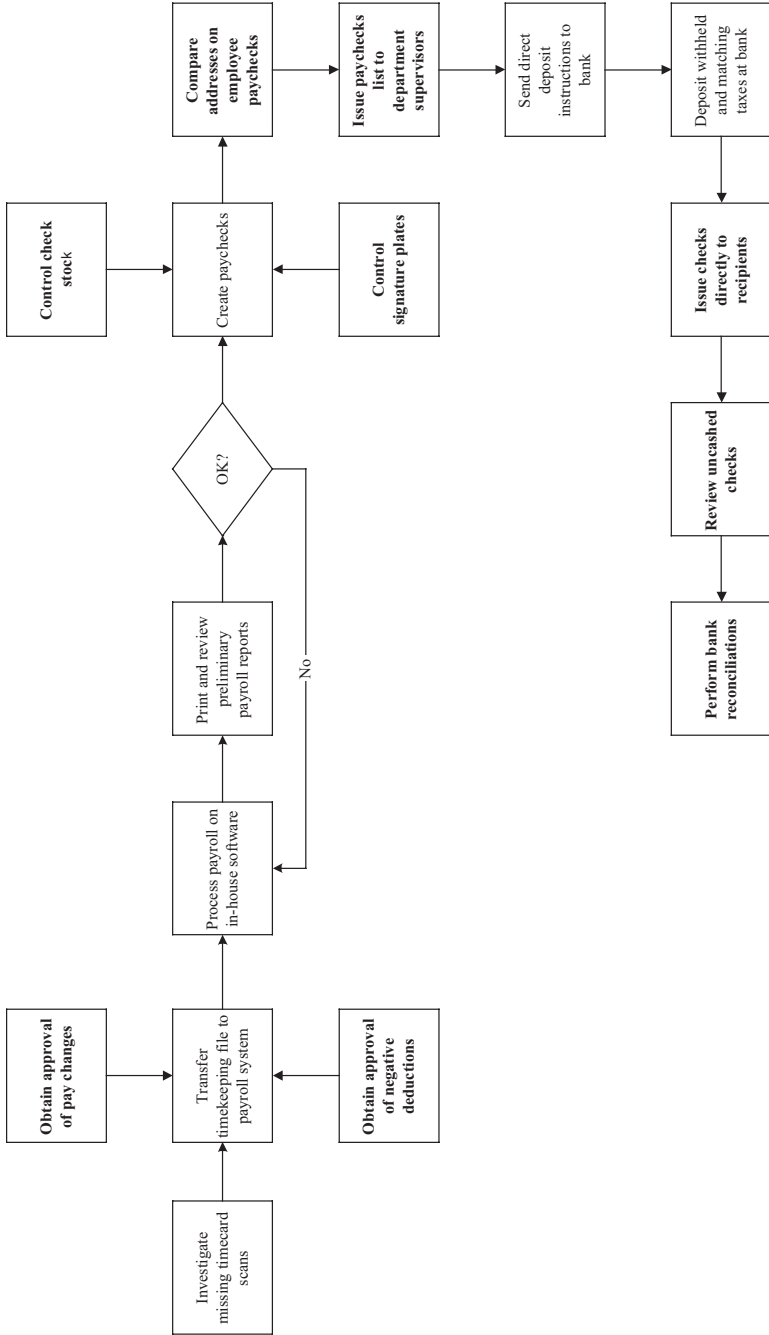 Investigate
missing timecard
scans
Obtain approval
of pay changes
Transfer
timekeeping file to
payroll system
Obtain approval
of negative
deductions
Process payroll on
in-house software
Print and review
preliminary
payroll reports
OK?
No
Control check
stock
Create paychecks
Control
signature plates
Compare
addresses on
employee
paychecks
Issue paychecks
list to
department
supervisors
Send direct
deposit
instructions to
bank
Deposit withheld
and matching
taxes at bank
Issue checks
directly to
recipients
Review uncashed
checks
Perform bank
reconciliations